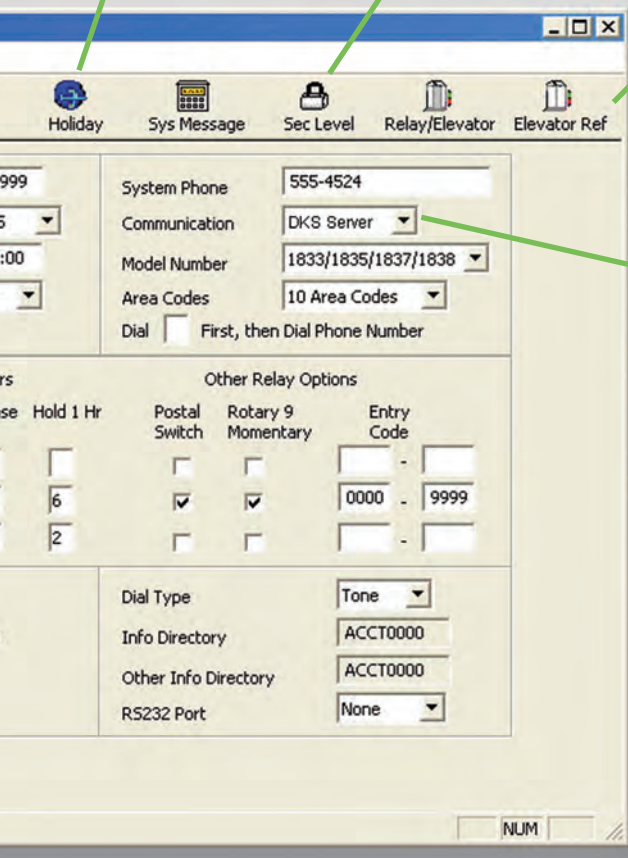 Holiday Sys Message Sec Level Relay/Elevator Elevator Ref
999 System Phone 555-4524
5 Communication DKS Server
:00 Model Number 1833/1835/1837/1838
Area Codes 10 Area Codes
Dial First, then Dial Phone Number
rs Other Relay Options
se Hold 1 Hr Postal Switch Rotary 9 Momentary Entry Code
-
6 0000 - 9999
2 -
Dial Type Tone
Info Directory ACCT0000
Other Info Directory ACCT0000
RS232 Port None
NUM